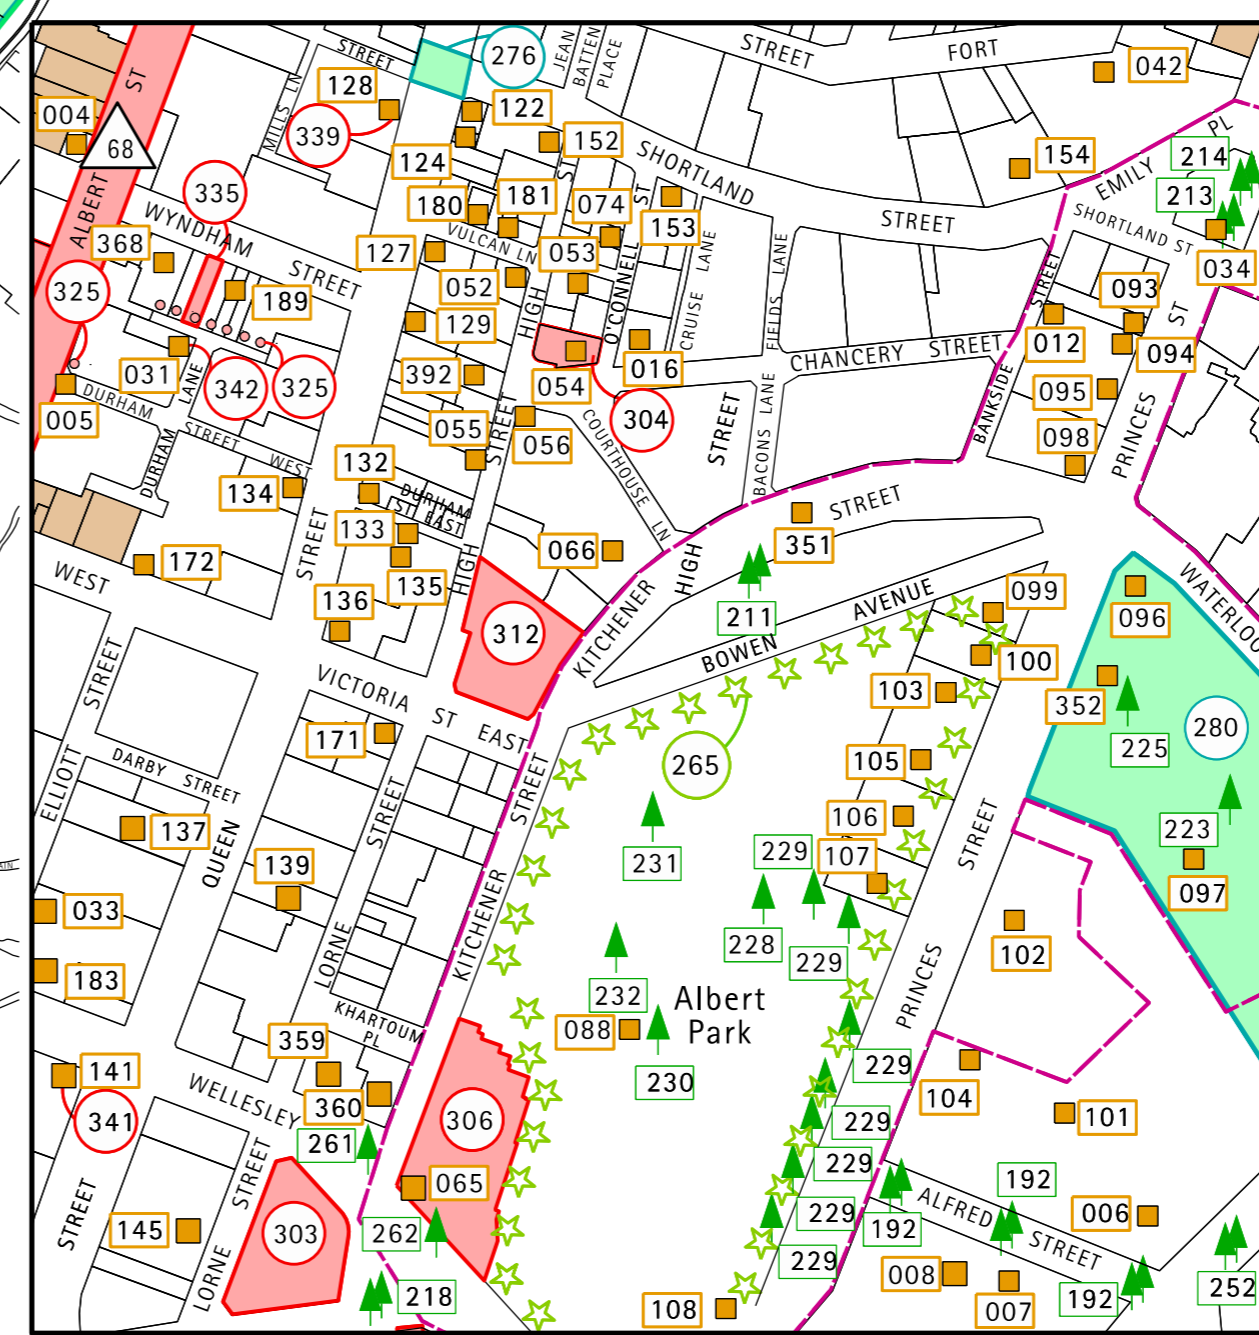 STREET
276
JEAN
BATTEN
PLACE
STREET
FORT
042
004
ST
68
ALBERT
128
MILLS LN
339
122
124
152
ST
SHORTLAND
STREET
154
EMILY
PL
214
213
SHORTLAND ST
034
335
WYNDHAM
STREET
368
180
181
074
ST
153
127
VULCAN LN
053
052
HIGH
O'CONNELL
CRUISE LANE
FIELDS LANE
STREET
093
ST
325
189
129
012
094
CHANCERY STREET
031
LANE
342
325
392
054
016
304
095
BANKSIDE
098
PRINCES
005
DURHAM
STREET
WEST
DURHAM
055
STREET
056
COURTHOUSE LN
STREET
BACONS LANE
132
134
DURHAM
ST EAST
133
STREET
066
HIGH
351
STREET
172
135
HIGH
WEST
136
312
KITCHENER
211
BOWEN
AVENUE
099
096
WATERLOO
100
103
352
225
280
STREET
VICTORIA
ST EAST
171
265
105
ELLIOTT
DARBY STREET
STREET
STREET
106
STREET
223
137
QUEEN
139
231
229
107
097
033
KITCHENER
228
229
102
183
LORNE
232
Albert
Park
PRINCES
KHARTOUM
PL
088
359
230
229
141
360
104
341
WELLESLEY
306
229
101
261
229
192
STREET
065
ALFRED
STREET
006
STREET
145
303
262
229
192
LORNE
229
008
007
192
252
218
108